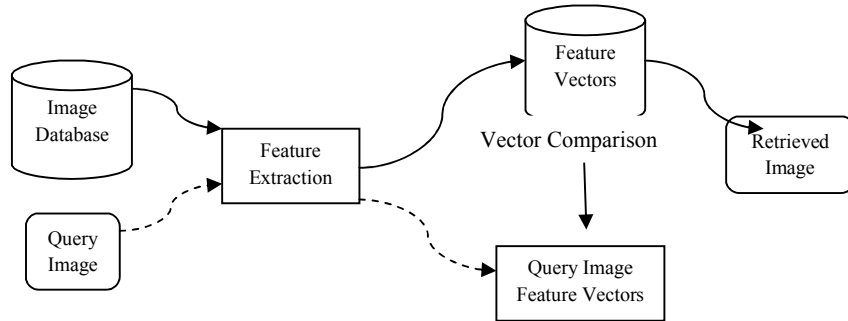 Image
Database
Query
Image
Feature
Extraction
Feature
Vectors
Vector Comparison
Query Image
Feature Vectors
Retrieved
Image